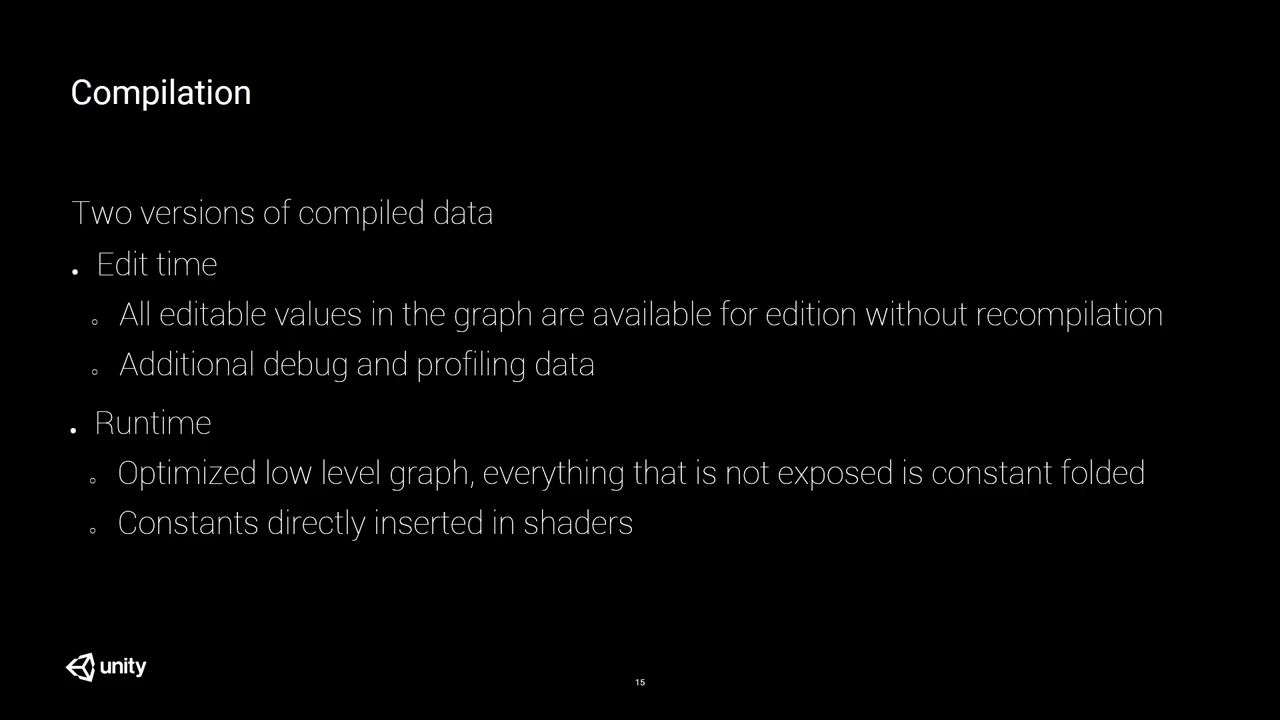 Compilation
Two versions of compiled data
• Edit time
○ All editable values in the graph are available for edition without recompilation
○ Additional debug and profiling data
• Runtime
○ Optimized low level graph, everything that is not exposed is constant folded
○ Constants directly inserted in shaders
unity
15